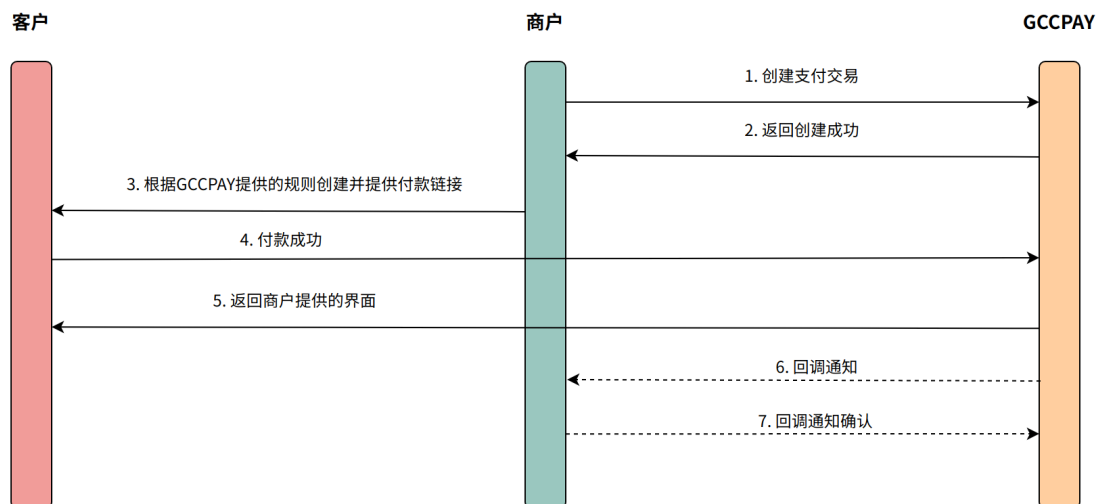 客户
商户
GCCPAY
1. 创建支付交易
2. 返回创建成功
3. 根据GCCPAY提供的规则创建并提供付款链接
4. 付款成功
5. 返回商户提供的界面
6. 回调通知
7. 回调通知确认